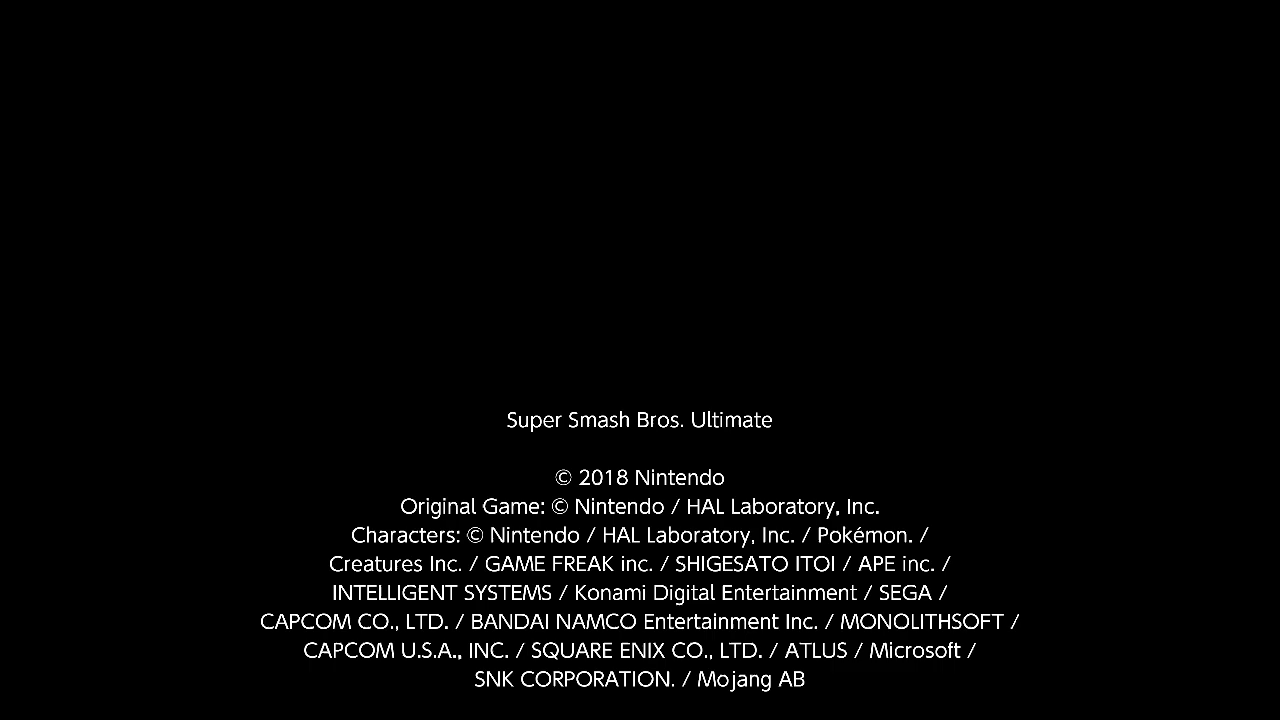 Super Smash Bros. Ultimate
© 2018 Nintendo
Original Game: © Nintendo / HAL Laboratory, Inc.
Characters: © Nintendo / HAL Laboratory, Inc. / Pokémon. /
Creatures Inc. / GAME FREAK inc. / SHIGESATO ITOI / APE inc. /
INTELLIGENT SYSTEMS / Konami Digital Entertainment / SEGA /
CAPCOM CO., LTD. / BANDAI NAMCO Entertainment Inc. / MONOLITHSOFT /
CAPCOM U.S.A., INC. / SQUARE ENIX CO., LTD. / ATLUS / Microsoft /
SNK CORPORATION. / Mojang AB